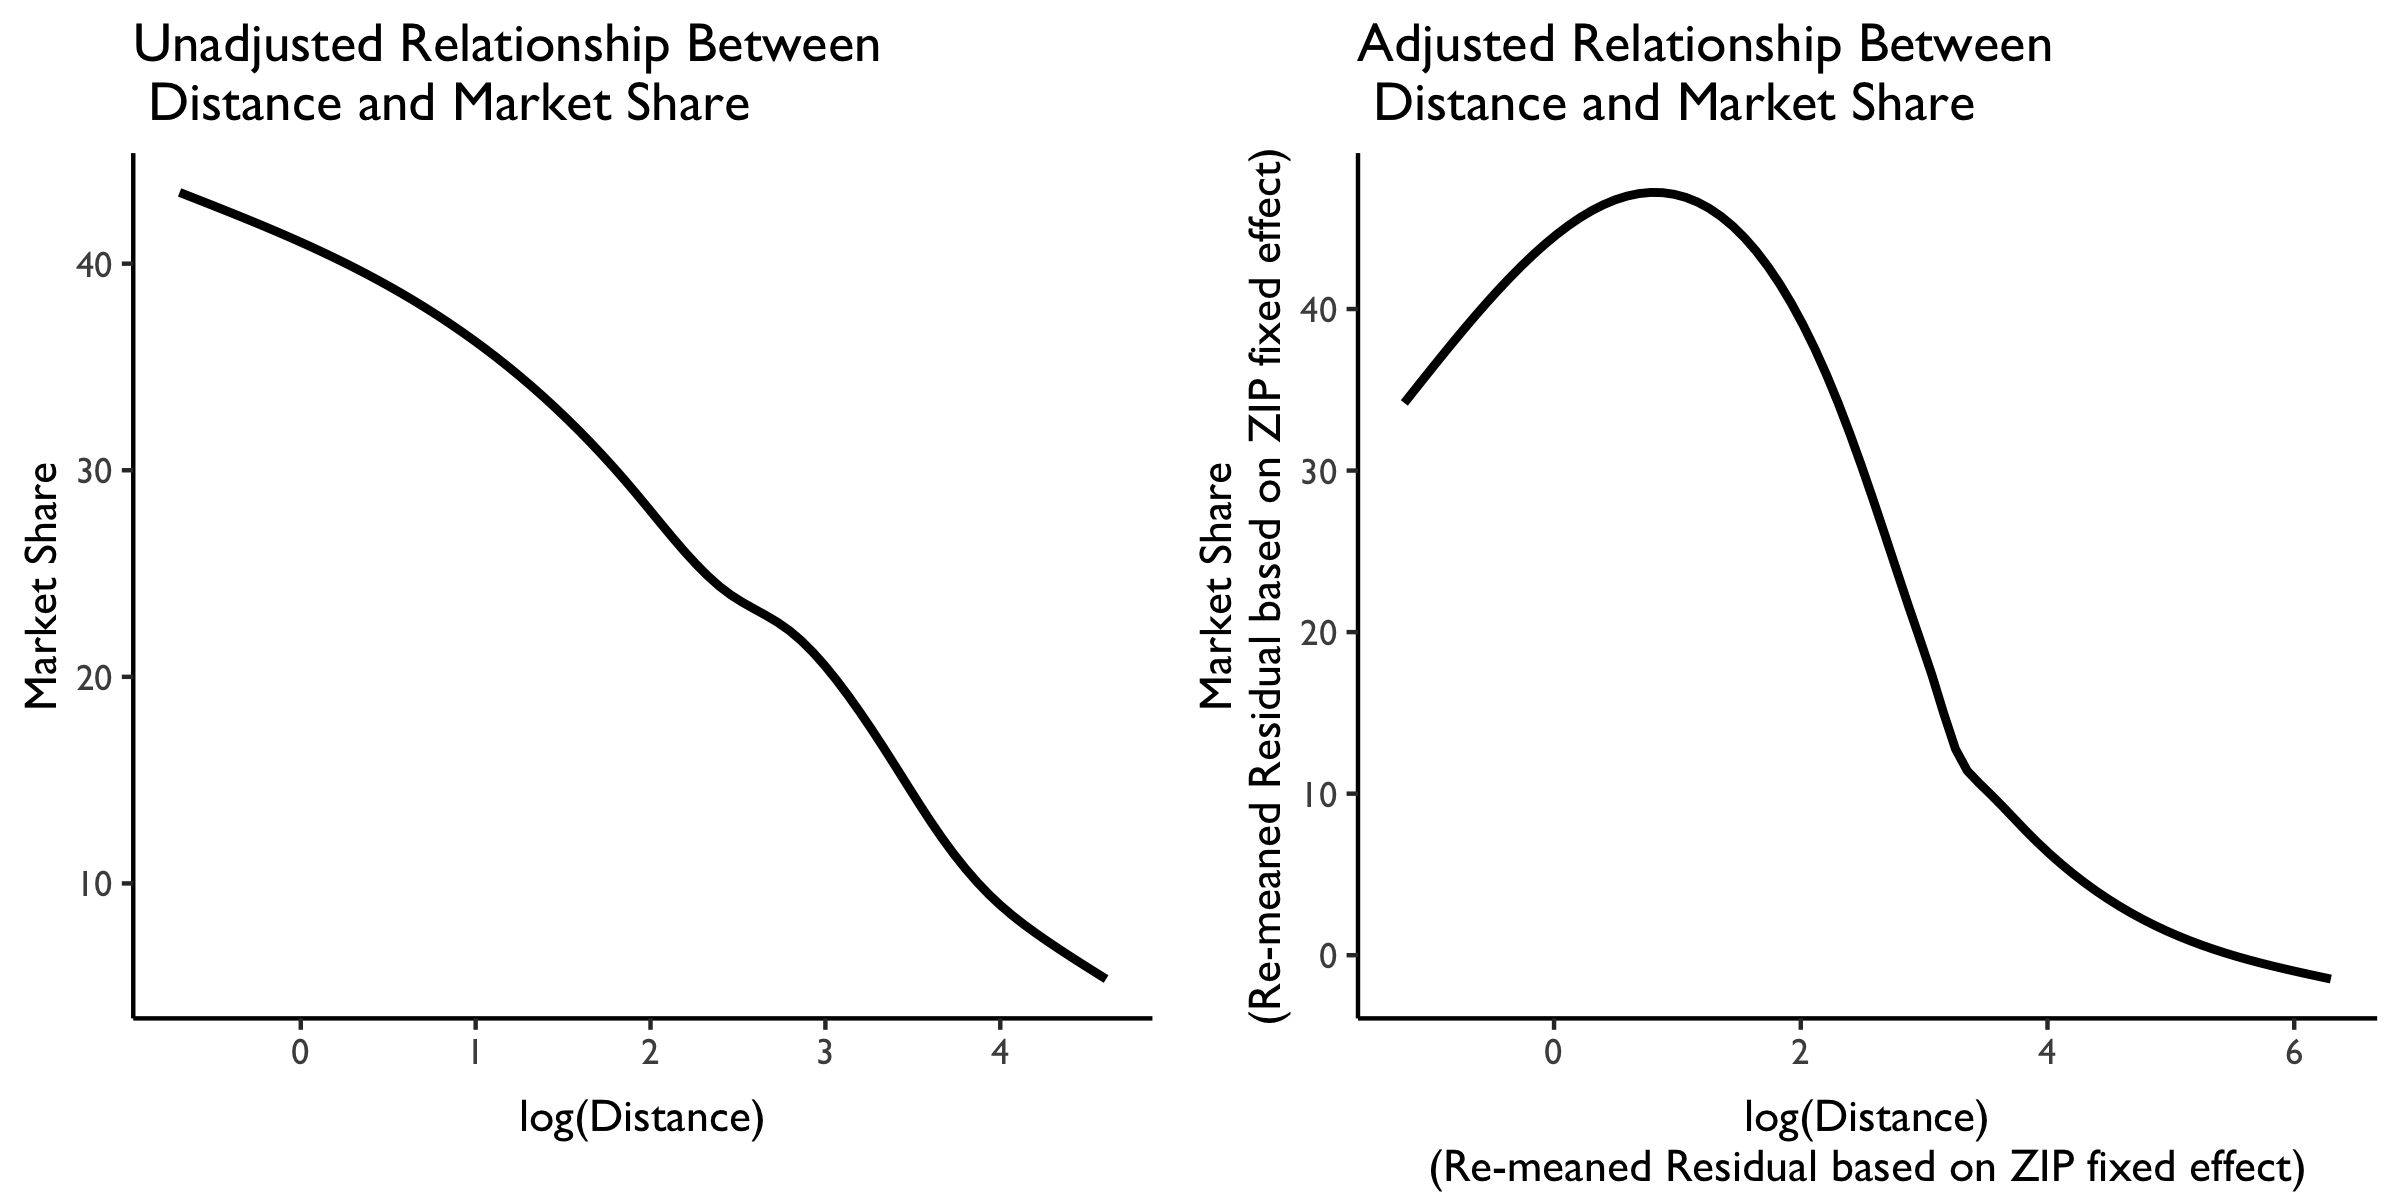 Unadjusted Relationship Between
Distance and Market Share
Market Share
40
30
20
10
0
1
2
3
4
log(Distance)
Adjusted Relationship Between
Distance and Market Share
Market Share
(Re-meaned Residual based on ZIP fixed effect)
40
30
20
10
0
0
2
4
6
log(Distance)
(Re-meaned Residual based on ZIP fixed effect)